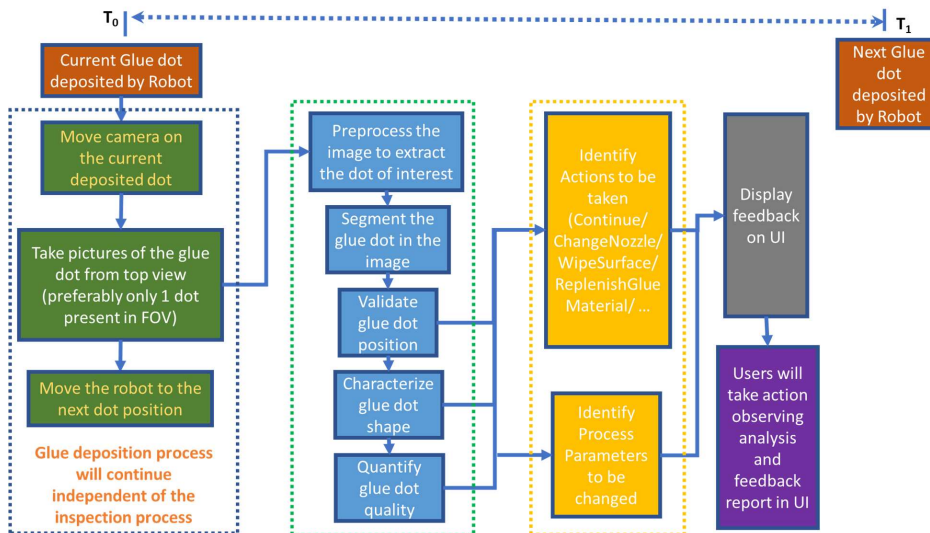 T0
T1
Current Glue dot
deposited by Robot
Next Glue
dot
deposited
by Robot
Move camera on
the current
deposited dot
Take pictures of the glue
dot from top view
(preferably only 1 dot
present in FOV)
Move the robot to the
next dot position
Glue deposition process
will continue
independent of the
inspection process
Preprocess the
image to extract
the dot of interest
Segment the
glue dot in the
image
Validate
glue dot
position
Characterize
glue dot
shape
Quantify
glue dot
quality
Identify
Actions to be
taken
(Continue/
ChangeNozzle/
WipeSurface/
ReplenishGlue
Material/ ...
Identify
Process
Parameters
to be
changed
Display
feedback
on UI
Users will
take action
observing
analysis
and
feedback
report in UI